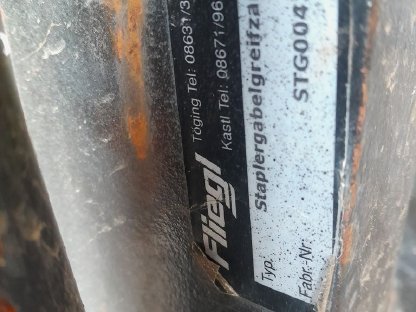 Töging Tel: 08631/3
Kastl Tel: 08671/96
Fliegl
Typ.
Staplergabelgreifza
Fabr.-Nr.
STG004